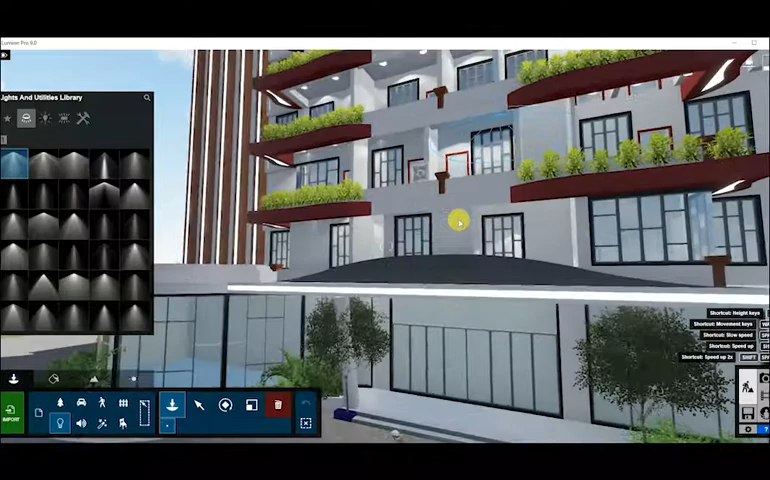 Lumion Pro 9.0
ights And Utilities Library
Shortcut: Height keys
Shortcut: Movement keys
Shortcut: Slow speed
Shortcut: Speed up
Shortcut: Speed up 2x
SHIFT
IMPORT
?